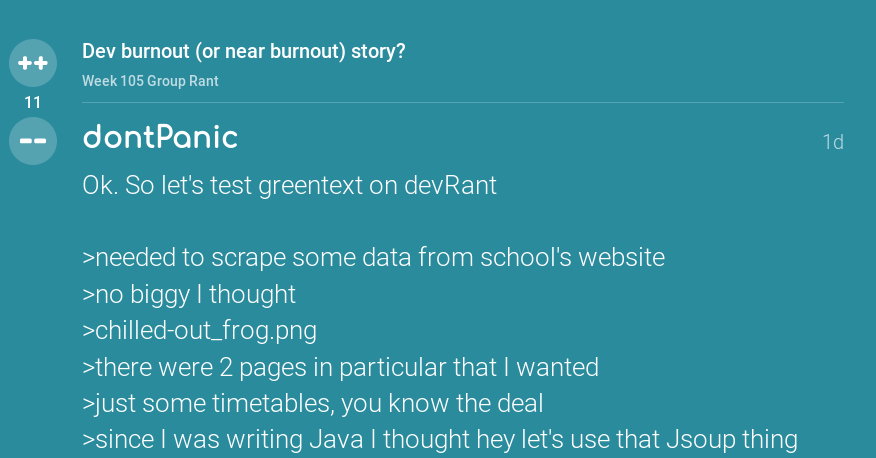 Dev burnout (or near burnout) story?
Week 105 Group Rant
++
11
--
dontPanic
1d
Ok. So let's test greentext on devRant
>needed to scrape some data from school's website
>no biggy I thought
>chilled-out_frog.png
>there were 2 pages in particular that I wanted
>just some timetables, you know the deal
>since I was writing Java I thought hey let's use that Jsoup thing